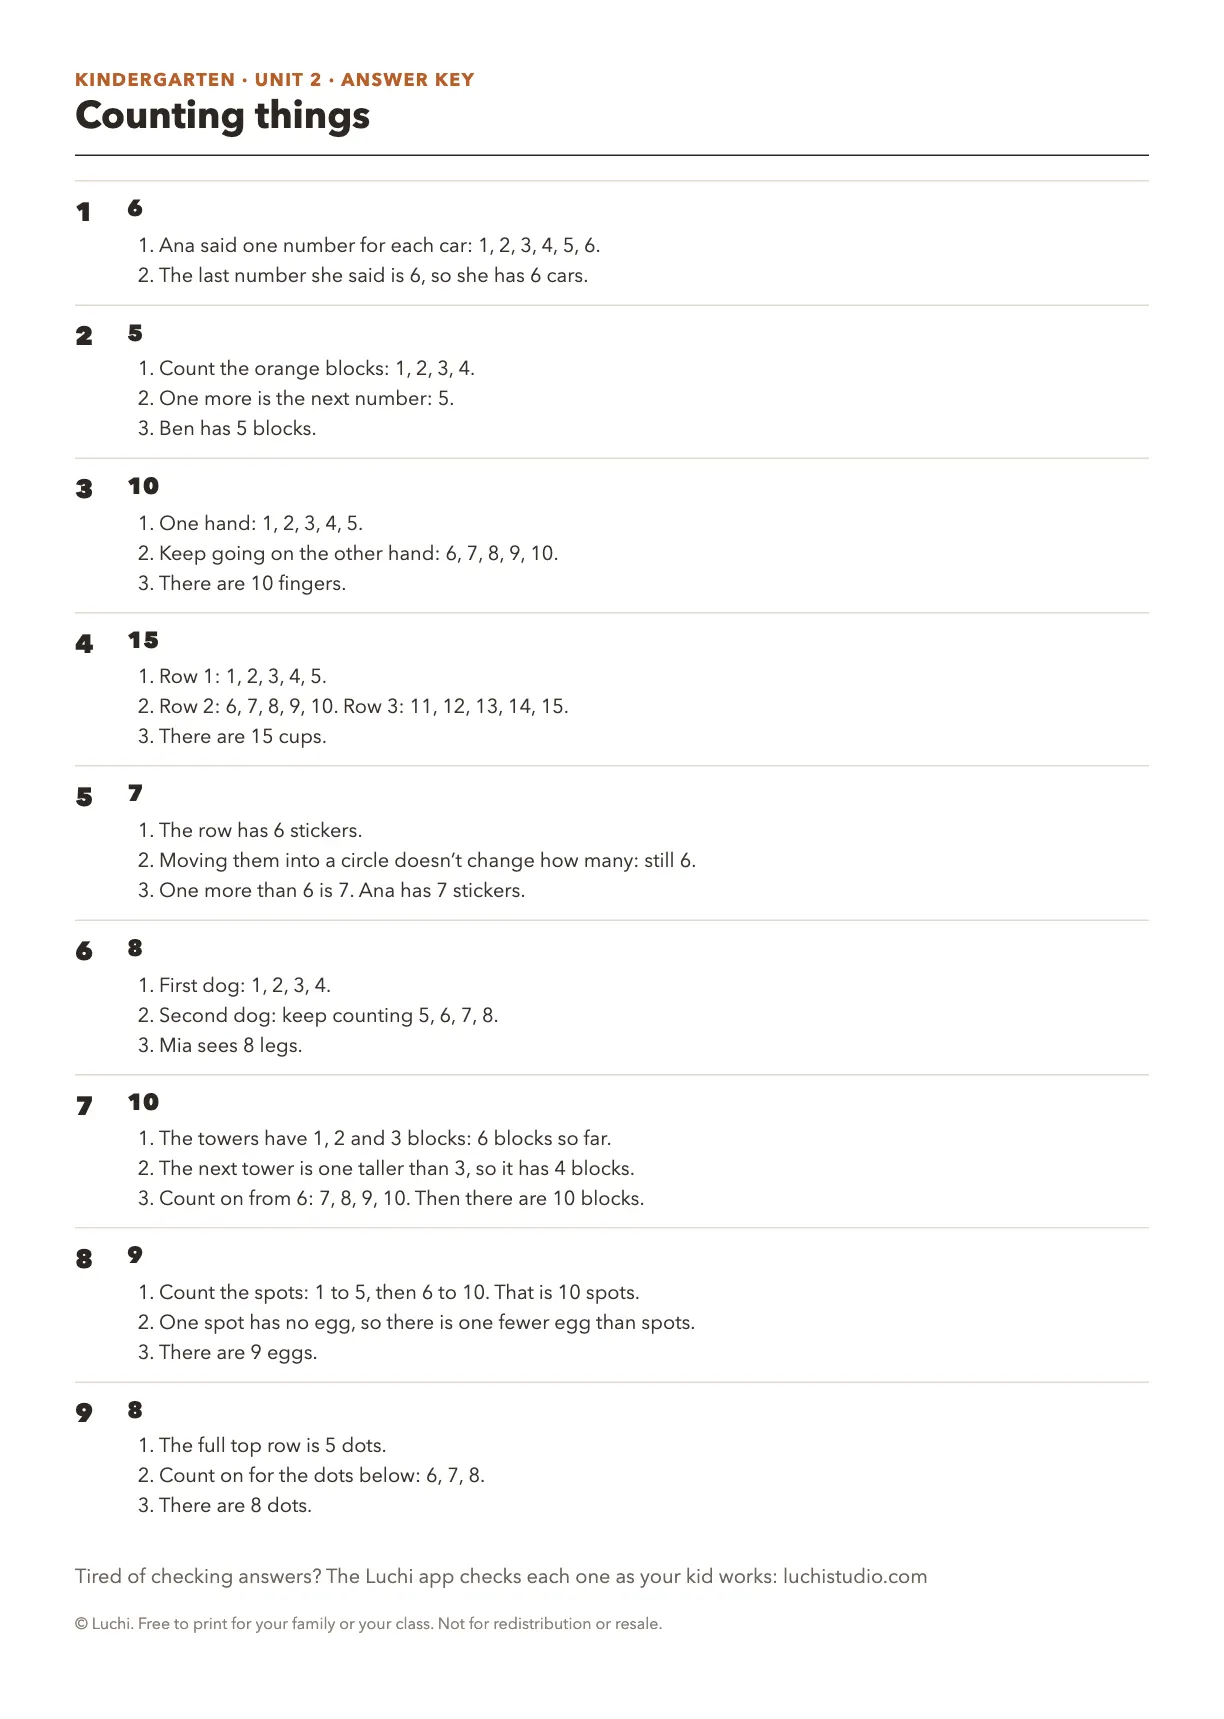 KINDERGARTEN · UNIT 2 · ANSWER KEY
Counting things
1 6
1. Ana said one number for each car: 1, 2, 3, 4, 5, 6.
2. The last number she said is 6, so she has 6 cars.
2 5
1. Count the orange blocks: 1, 2, 3, 4.
2. One more is the next number: 5.
3. Ben has 5 blocks.
3 10
1. One hand: 1, 2, 3, 4, 5.
2. Keep going on the other hand: 6, 7, 8, 9, 10.
3. There are 10 fingers.
4 15
1. Row 1: 1, 2, 3, 4, 5.
2. Row 2: 6, 7, 8, 9, 10. Row 3: 11, 12, 13, 14, 15.
3. There are 15 cups.
5 7
1. The row has 6 stickers.
2. Moving them into a circle doesn’t change how many: still 6.
3. One more than 6 is 7. Ana has 7 stickers.
6 8
1. First dog: 1, 2, 3, 4.
2. Second dog: keep counting 5, 6, 7, 8.
3. Mia sees 8 legs.
7 10
1. The towers have 1, 2 and 3 blocks: 6 blocks so far.
2. The next tower is one taller than 3, so it has 4 blocks.
3. Count on from 6: 7, 8, 9, 10. Then there are 10 blocks.
8 9
1. Count the spots: 1 to 5, then 6 to 10. That is 10 spots.
2. One spot has no egg, so there is one fewer egg than spots.
3. There are 9 eggs.
9 8
1. The full top row is 5 dots.
2. Count on for the dots below: 6, 7, 8.
3. There are 8 dots.
Tired of checking answers? The Luchi app checks each one as your kid works: luchistudio.com
© Luchi. Free to print for your family or your class. Not for redistribution or resale.